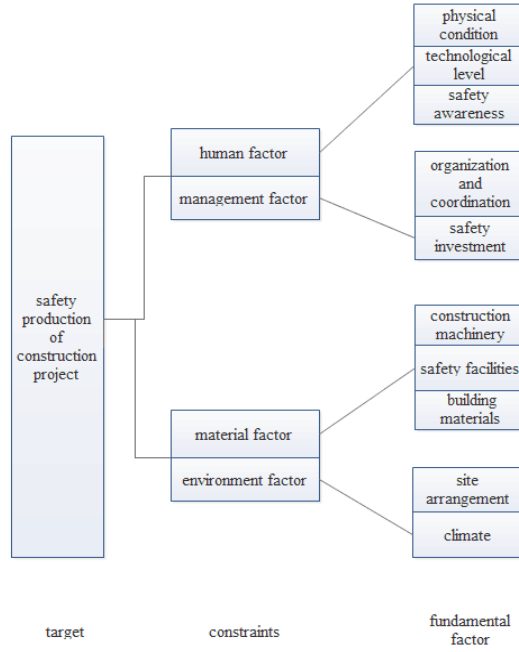 physical
condition
technological
level
safety
awareness
human factor
management factor
organization
and
coordination
safety
investment
safety
production
of
construction
project
construction
machinery
safety facilities
building
materials
material factor
environment factor
site
arrangement
climate
target
constraints
fundamental
factor